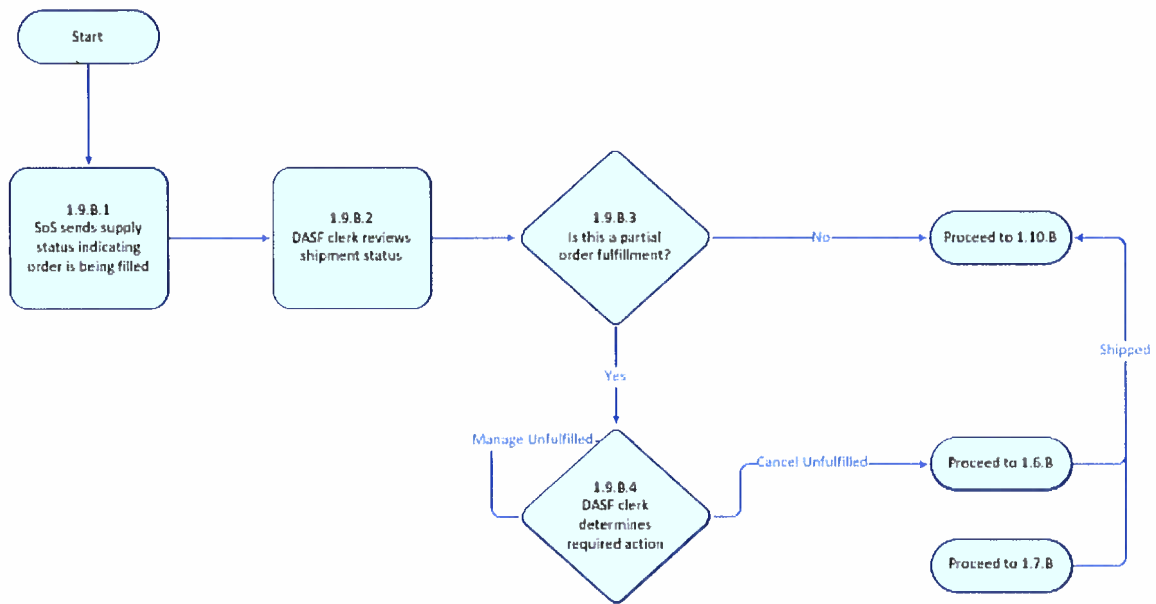 Start
1.9.B.1
SoS sends supply
status indicating
order is being filled
1.9.B.2
DASF clerk reviews
shipment status
1.9.B.3
Is this a partial
order fulfillment?
No
Proceed to 1.10.B
Shipped
Yes
Manage Unfulfilled
1.9.B.4
DASF clerk
determines
required action
Cancel Unfulfilled
Proceed to 1.6.B
Proceed to 1.7.B